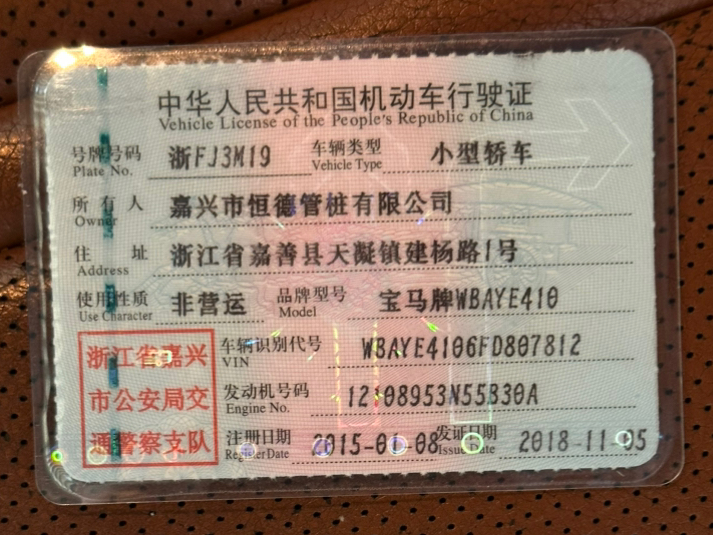 中华人民共和国机动车行驶证
Vehicle License of the People's Republic of China
号牌号码 浙FJ3M19 车辆类型 小型轿车
Plate No. Vehicle Type
所有人 嘉兴市恒德管桩有限公司
Owner
住址 浙江省嘉善县天凝镇建杨路1号
Address
使用性质 非营运 品牌型号 宝马牌WBAYE410
Use Character Model
浙江省嘉兴
市公安局交
通警察支队
车辆识别代号 WBAYE4106FD807812
VIN
发动机号码 12108953N55B30A
Engine No.
注册日期 2015-01-08 发证日期 2018-11-05
Register Date Issue Date